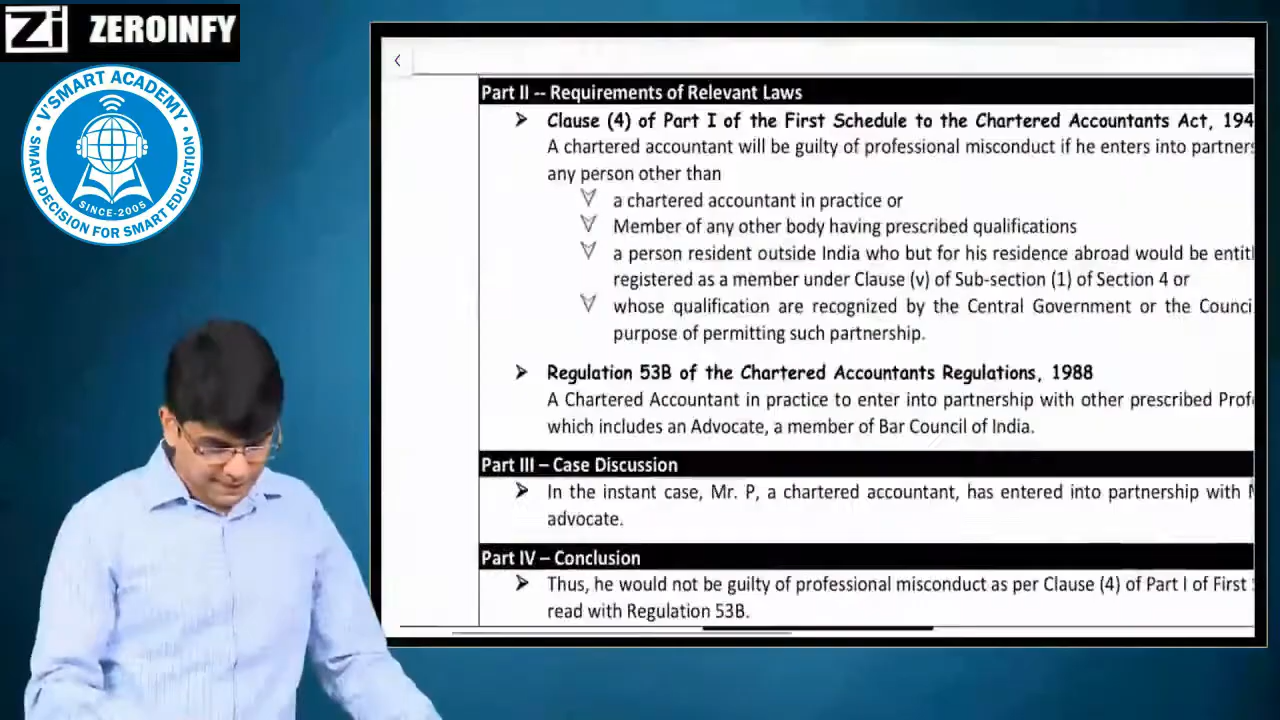 Zi ZEROINFY
V'SMART ACADEMY
SINCE-2005
SMART DECISION FOR SMART EDUCATION
Part II -- Requirements of Relevant Laws
Clause (4) of Part I of the First Schedule to the Chartered Accountants Act, 194
A chartered accountant will be guilty of professional misconduct if he enters into partners
any person other than
a chartered accountant in practice or
Member of any other body having prescribed qualifications
a person resident outside India who but for his residence abroad would be entitl
registered as a member under Clause (v) of Sub-section (1) of Section 4 or
whose qualification are recognized by the Central Government or the Counci
purpose of permitting such partnership.
Regulation 53B of the Chartered Accountants Regulations, 1988
A Chartered Accountant in practice to enter into partnership with other prescribed Prof
which includes an Advocate, a member of Bar Council of India.
Part III – Case Discussion
In the instant case, Mr. P, a chartered accountant, has entered into partnership with
advocate.
Part IV – Conclusion
Thus, he would not be guilty of professional misconduct as per Clause (4) of Part I of First
read with Regulation 53B.